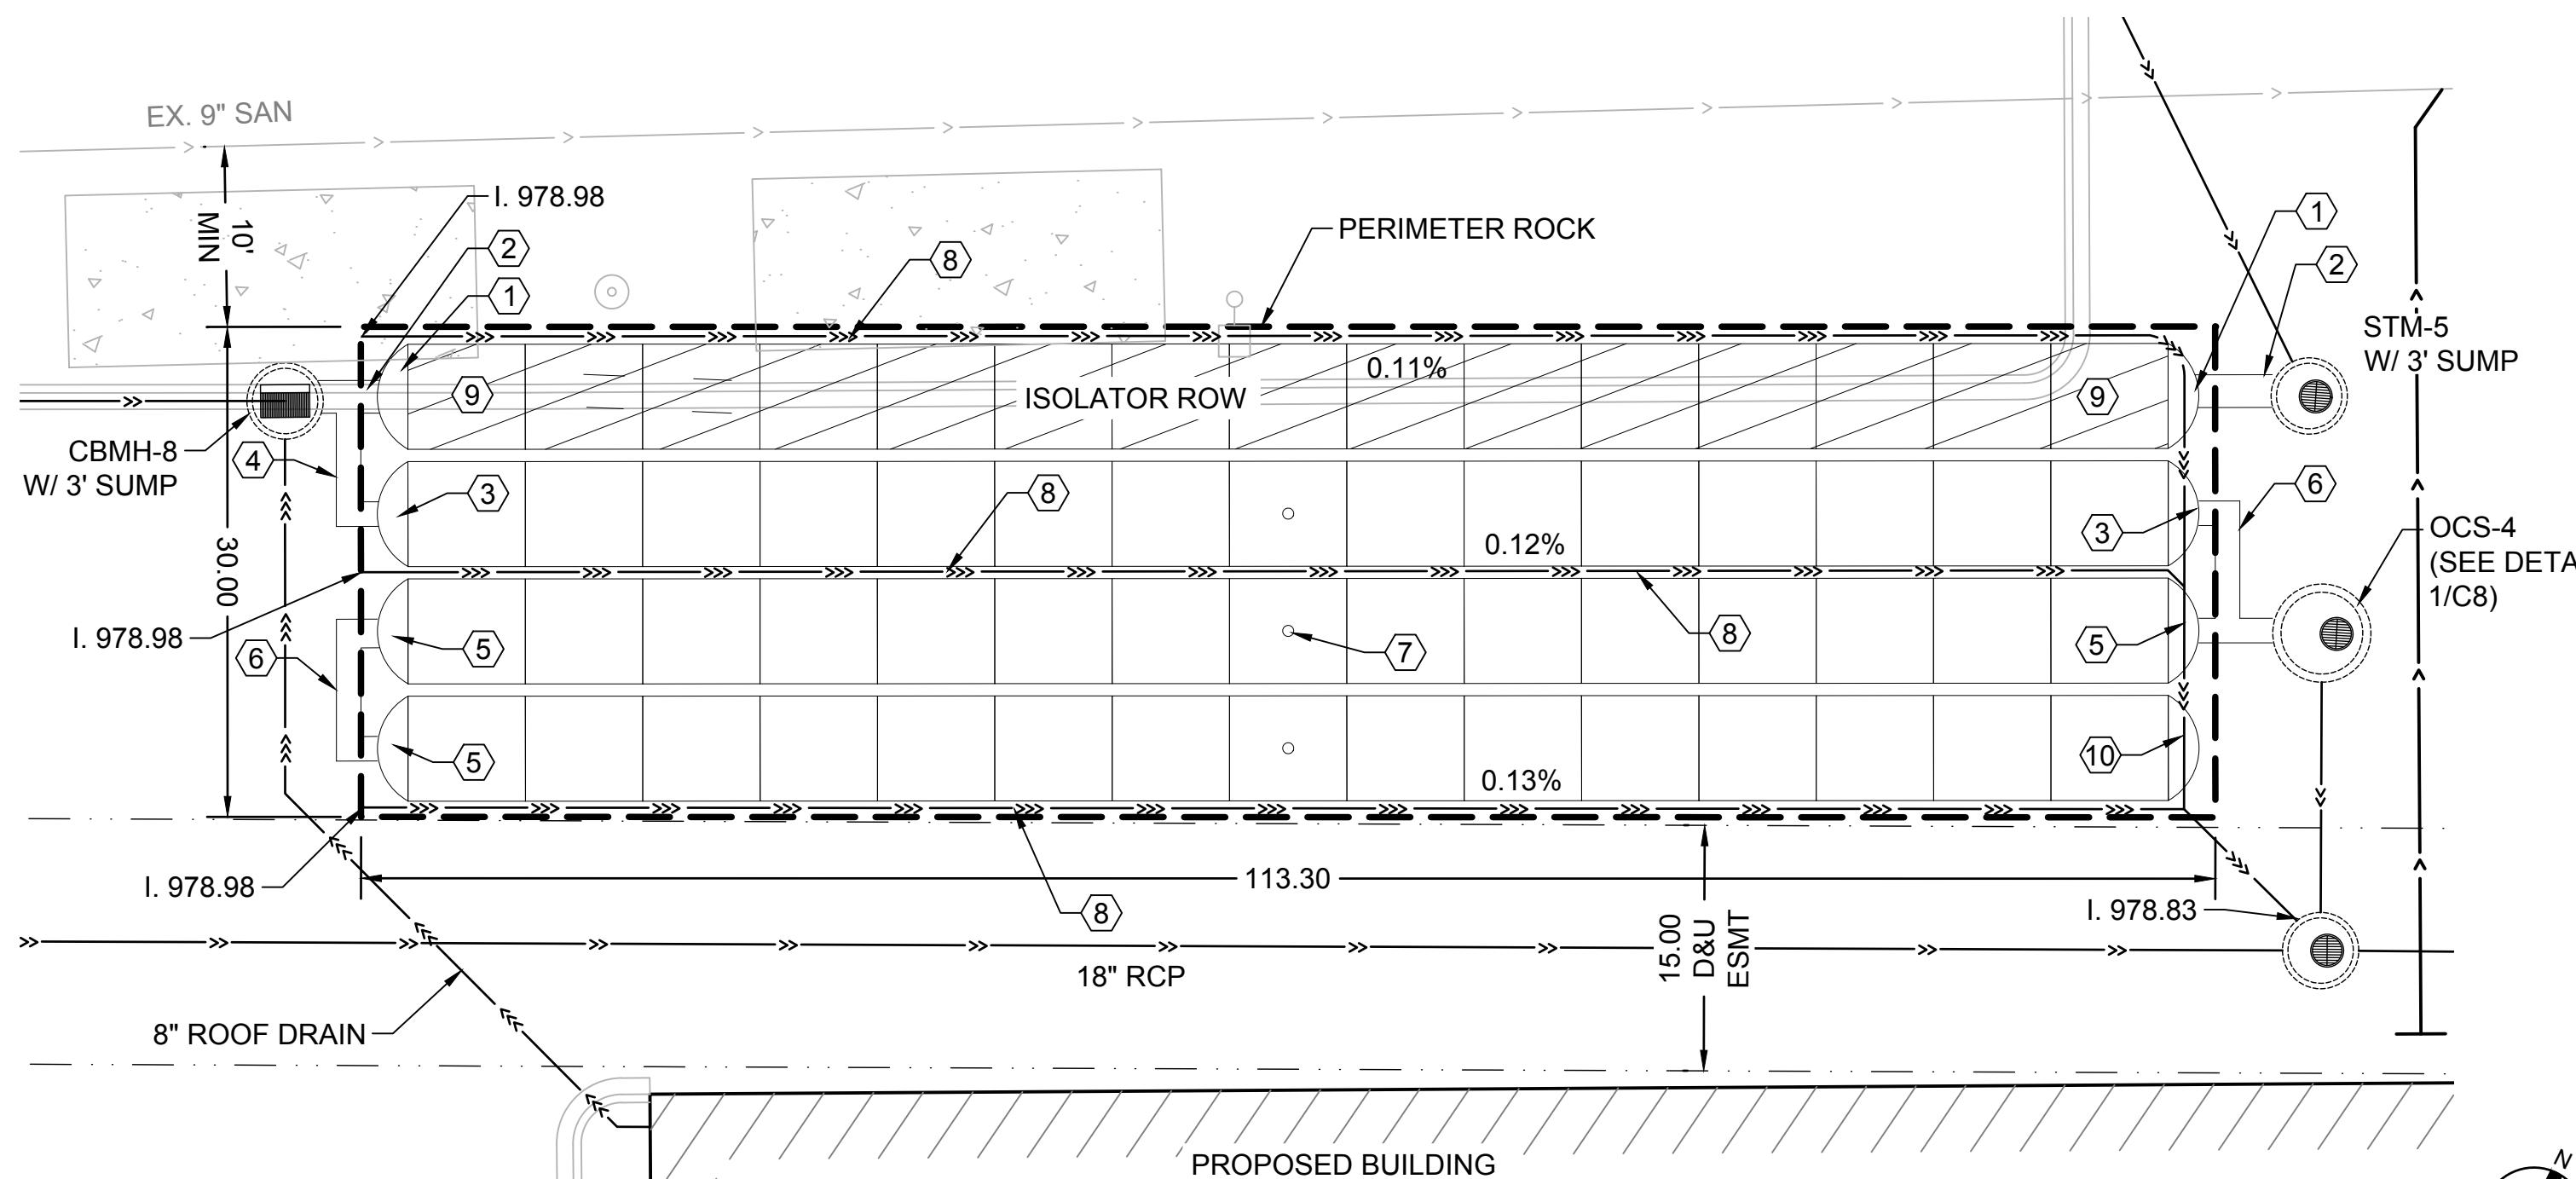 EX. 9" SAN
I. 978.98
10'
MIN
2
1
8
PERIMETER ROCK
1
2
STM-5
W/ 3' SUMP
0.11%
9
ISOLATOR ROW
9
CBMH-8
W/ 3' SUMP
4
3
8
6
3
OCS-4
(SEE DETA
1/C8)
0.12%
30.00
I. 978.98
6
5
7
8
5
5
10
0.13%
I. 978.98
113.30
8
15.00
D&U
ESMT
I. 978.83
18" RCP
8" ROOF DRAIN
PROPOSED BUILDING
N